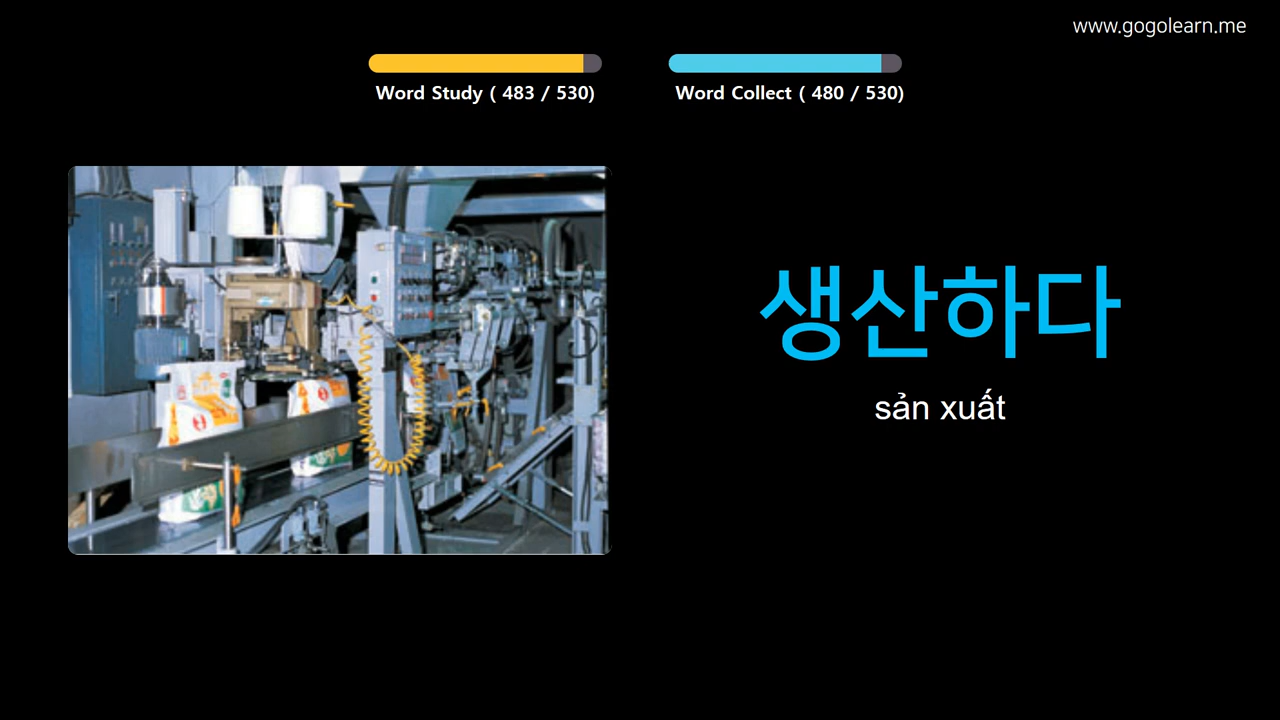 www.gogolearn.me
Word Study ( 483 / 530)
Word Collect ( 480 / 530)
생산하다
sản xuất